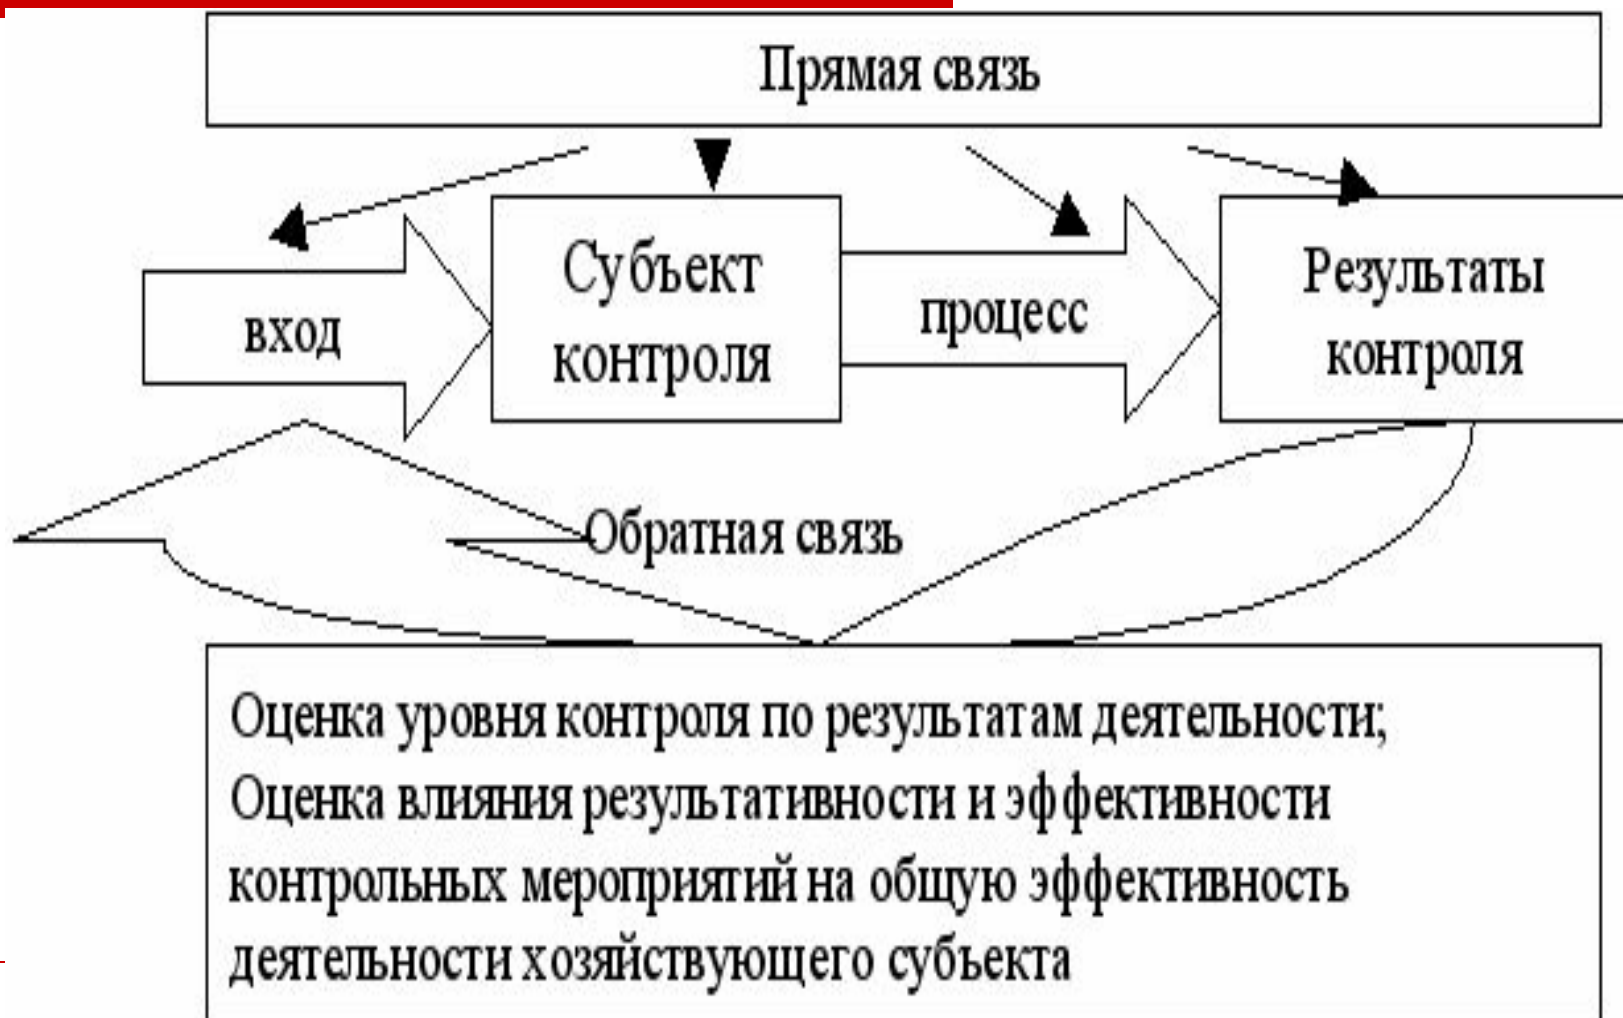 Прямая связь
вход
Субъект
контроля
процесс
Результаты
контроля
Обратная связь
Оценка уровня контроля по результатам деятельности;
Оценка влияния результативности и эффективности
контрольных мероприятий на общую эффективность
деятельности хозяйствующего субъекта